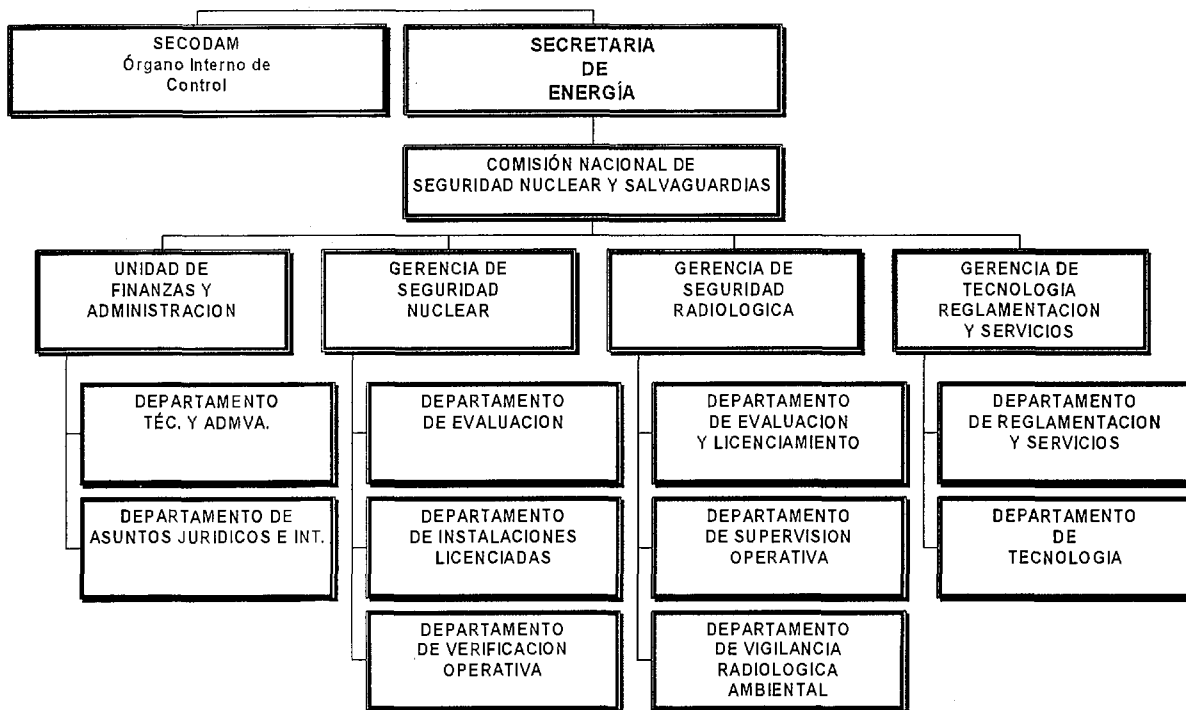 SECODAM
Órgano Interno de
Control
SECRETARIA
DE
ENERGÍA
COMISIÓN NACIONAL DE
SEGURIDAD NUCLEAR Y SALVAGUARDIAS
UNIDAD DE
FINANZAS Y
ADMINISTRACION
GERENCIA DE
SEGURIDAD
NUCLEAR
GERENCIA DE
SEGURIDAD
RADIOLOGICA
GERENCIA DE
TECNOLOGIA
REGLAMENTACION
Y SERVICIOS
DEPARTAMENTO
TÉC. Y ADMVA.
DEPARTAMENTO
DE EVALUACION
DEPARTAMENTO
DE EVALUACION
Y LICENCIAMIENTO
DEPARTAMENTO
DE REGLAMENTACION
Y SERVICIOS
DEPARTAMENTO DE
ASUNTOS JURIDICOS E INT.
DEPARTAMENTO
DE INSTALACIONES
LICENCIADAS
DEPARTAMENTO
DE SUPERVISION
OPERATIVA
DEPARTAMENTO
DE
TECNOLOGIA
DEPARTAMENTO
DE VERIFICACION
OPERATIVA
DEPARTAMENTO
DE VIGILANCIA
RADIOLOGICA
AMBIENTAL